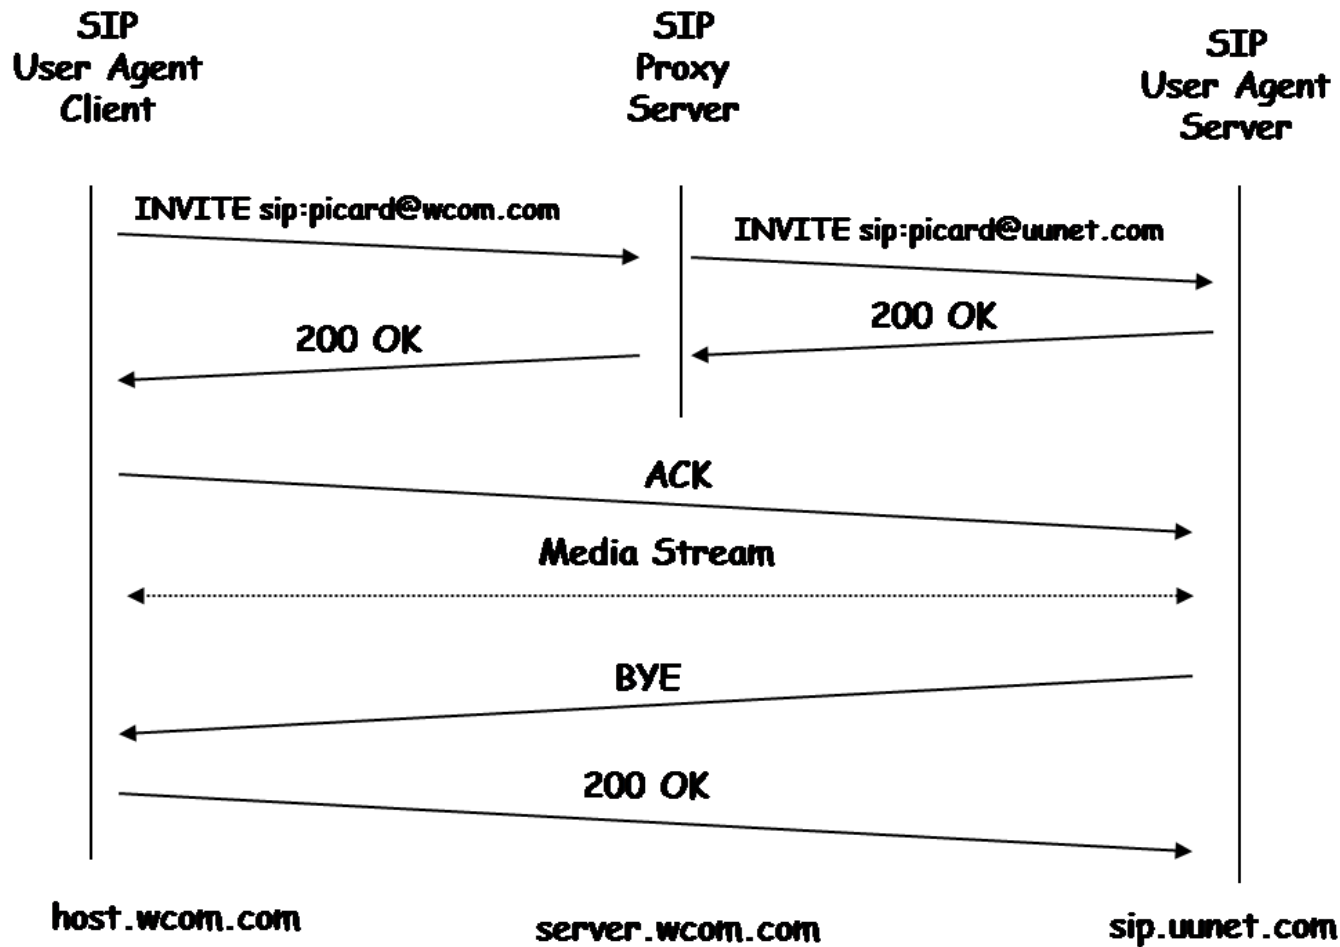 SIP
User Agent
Client
SIP
Proxy
Server
SIP
User Agent
Server
INVITE sip:picard@wcom.com
INVITE sip:picard@uunet.com
200 OK
200 OK
ACK
Media Stream
BYE
200 OK
host.wcom.com
server.wcom.com
sip.uunet.com